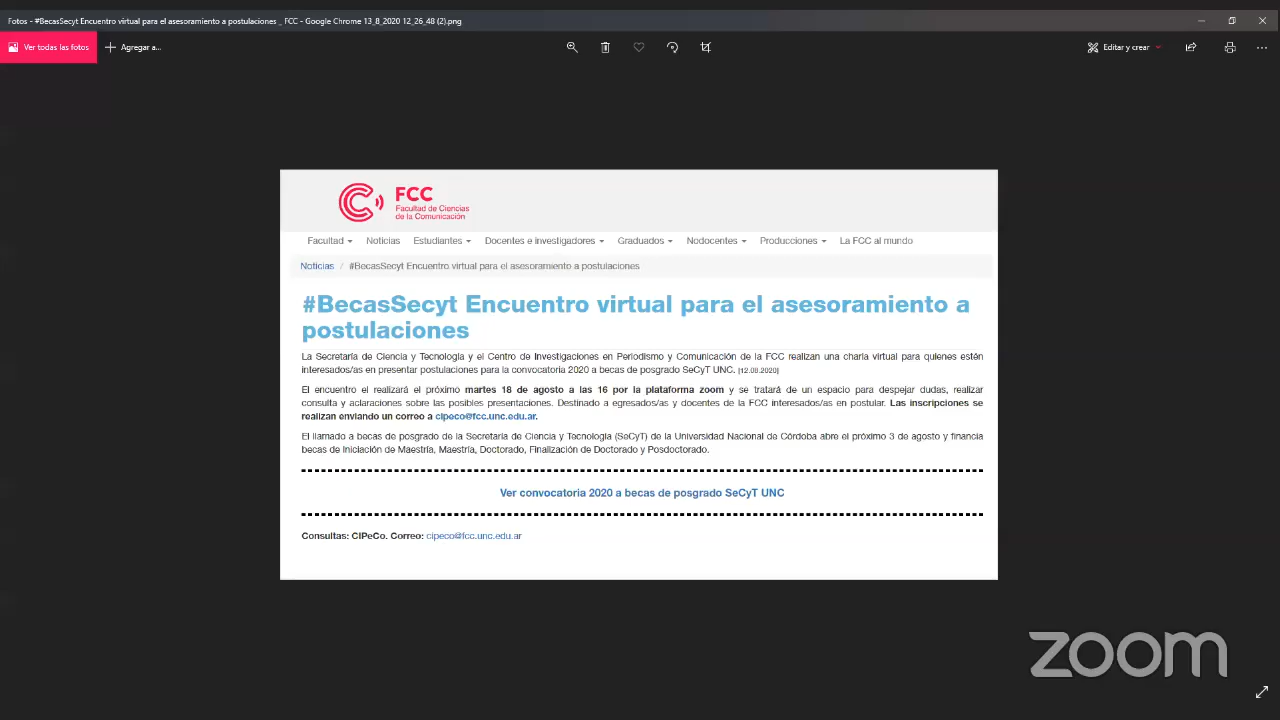 Fotos - #BecasSecyt Encuentro virtual para el asesoramiento a postulaciones _ FCC - Google Chrome 13_8_2020 12_26_48 (2).png
Ver todas las fotos
Agregar a...
Editar y crear
FCC
Facultad de Ciencias
de la Comunicación
Facultad Noticias Estudiantes Docentes e investigadores Graduados Nodocentes Producciones La FCC al mundo
Noticias / #BecasSecyt Encuentro virtual para el asesoramiento a postulaciones
#BecasSecyt Encuentro virtual para el asesoramiento a
postulaciones
La Secretaría de Ciencia y Tecnología y el Centro de Investigaciones en Periodismo y Comunicación de la FCC realizan una charla virtual para quienes estén
interesados/as en presentar postulaciones para la convocatoria 2020 a becas de posgrado SeCyT UNC. [12.08.2020]
El encuentro el realizará el próximo martes 18 de agosto a las 16 por la plataforma zoom y se tratará de un espacio para despejar dudas, realizar
consulta y aclaraciones sobre las posibles presentaciones. Destinado a egresados/as y docentes de la FCC interesados/as en postular. Las inscripciones se
realizan enviando un correo a cipeco@fcc.unc.edu.ar.
El llamado a becas de posgrado de la Secretaría de Ciencia y Tecnología (SeCyT) de la Universidad Nacional de Córdoba abre el próximo 3 de agosto y financia
becas de Iniciación de Maestría, Maestría, Doctorado, Finalización de Doctorado y Posdoctorado.
Ver convocatoria 2020 a becas de posgrado SeCyT UNC
Consultas: CIPeCo. Correo: cipeco@fcc.unc.edu.ar
zoom